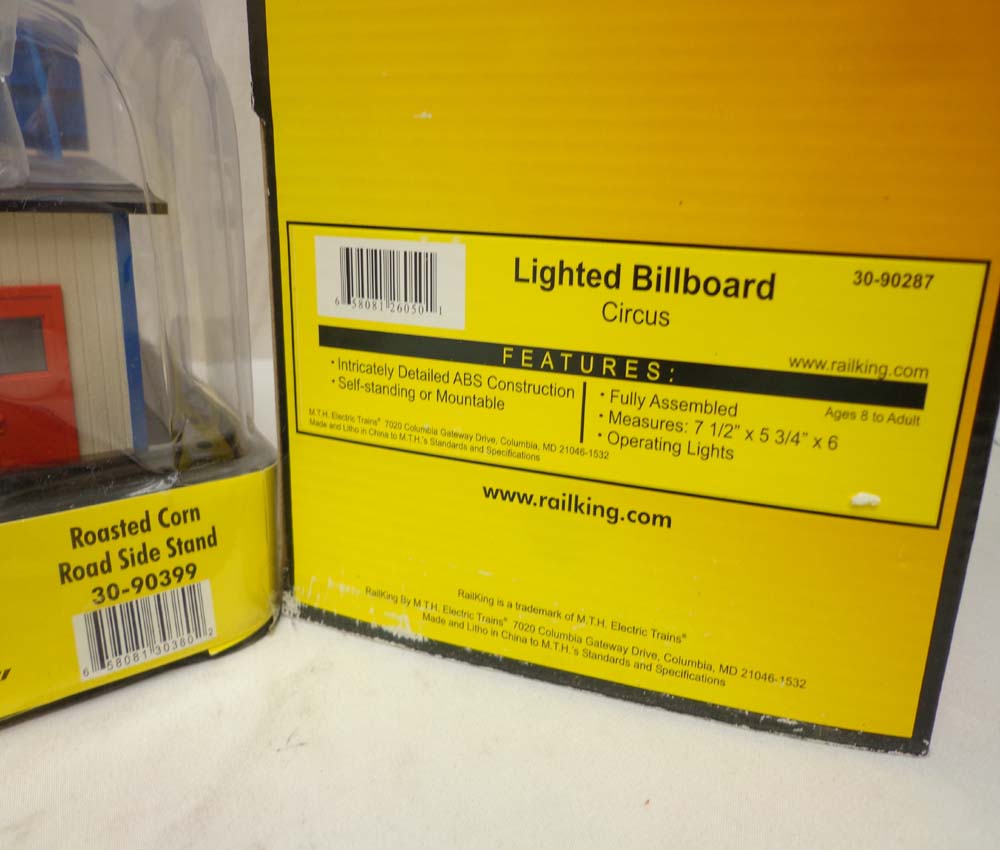 Roasted Corn
Road Side Stand
30-90399
6 58081 30380 2
6 58081 26050 1
Lighted Billboard
Circus
30-90287
FEATURES:
www.railking.com
• Intricately Detailed ABS Construction
• Self-standing or Mountable
• Fully Assembled
• Measures: 7 1/2" x 5 3/4" x 6
• Operating Lights
Ages 8 to Adult
M.T.H. Electric Trains® 7020 Columbia Gateway Drive, Columbia, MD 21046-1532
Made and Litho in China to M.T.H.'s Standards and Specifications
www.railking.com
RailKing is a trademark of M.T.H. Electric Trains®
RailKing By M.T.H. Electric Trains® 7020 Columbia Gateway Drive, Columbia, MD 21046-1532
Made and Litho in China to M.T.H.'s Standards and Specifications